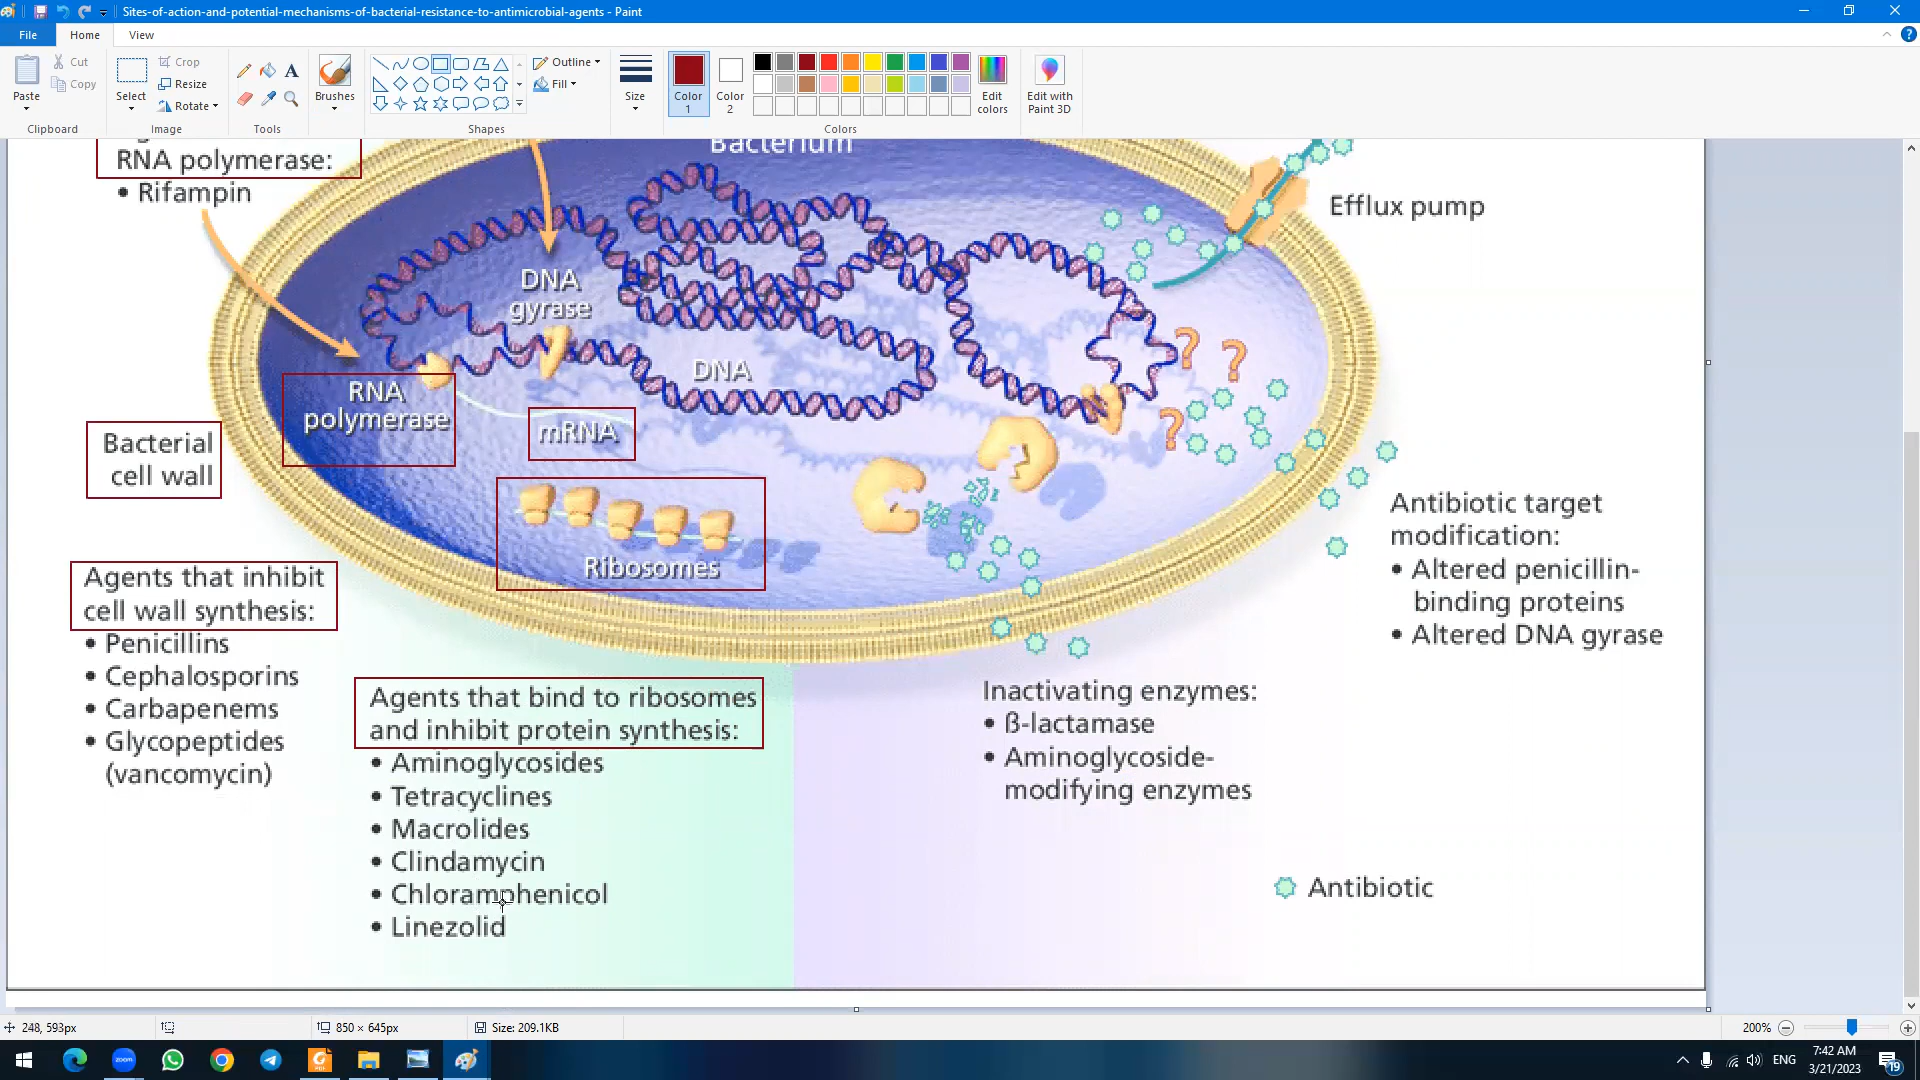 Sites-of-action-and-potential-mechanisms-of-bacterial-resistance-to-antimicrobial-agents - Paint
File
Home
View
Paste
Cut
Copy
Clipboard
Select
Crop
Resize
Rotate
Image
A
Tools
Brushes
Outline
Fill
Shapes
Size
Color 1
Color 2
Edit colors
Colors
Edit with Paint 3D
RNA polymerase:
• Rifampin
Bacterium
Efflux pump
DNA
gyrase
DNA
RNA
polymerase
mRNA
Bacterial
cell wall
Ribosomes
? ? ?
Antibiotic target
modification:
• Altered penicillin-
binding proteins
• Altered DNA gyrase
Agents that inhibit
cell wall synthesis:
• Penicillins
• Cephalosporins
• Carbapenems
• Glycopeptides
(vancomycin)
Agents that bind to ribosomes
and inhibit protein synthesis:
• Aminoglycosides
• Tetracyclines
• Macrolides
• Clindamycin
• Chloramphenicol
• Linezolid
Inactivating enzymes:
• ß-lactamase
• Aminoglycoside-
modifying enzymes
Antibiotic
248, 593px
850 × 645px
Size: 209.1KB
200%
zoom
PDF
ENG
7:42 AM
3/21/2023
19